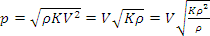 p = √(ρKV²) = V√(Kρ) = V√(Kρ²/ρ)